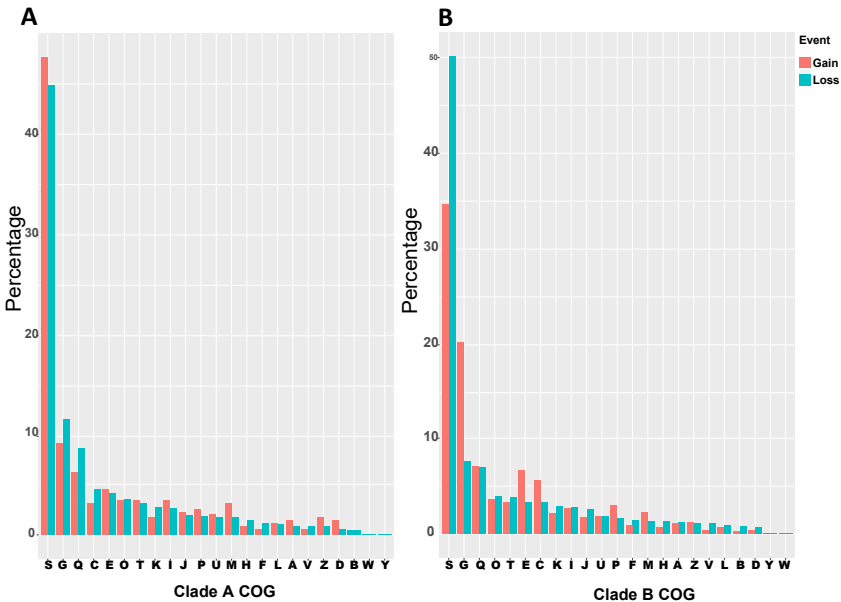 A
B
Event
Gain
Loss
Percentage
40
30
20
10
0
S G Q C E O T K I J P U M H F L A V Z D B W Y
Clade A COG
Percentage
50
40
30
20
10
0
S G Q O T E C K I J U P F M H A Z V L B D Y W
Clade B COG